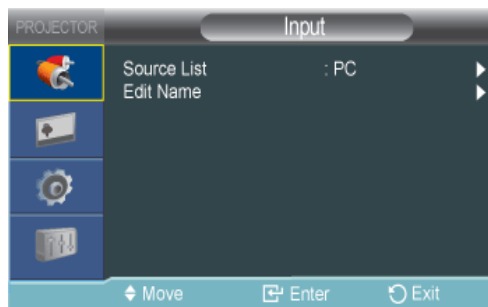 PROJECTOR Input
Source List : PC
Edit Name
Move Enter Exit